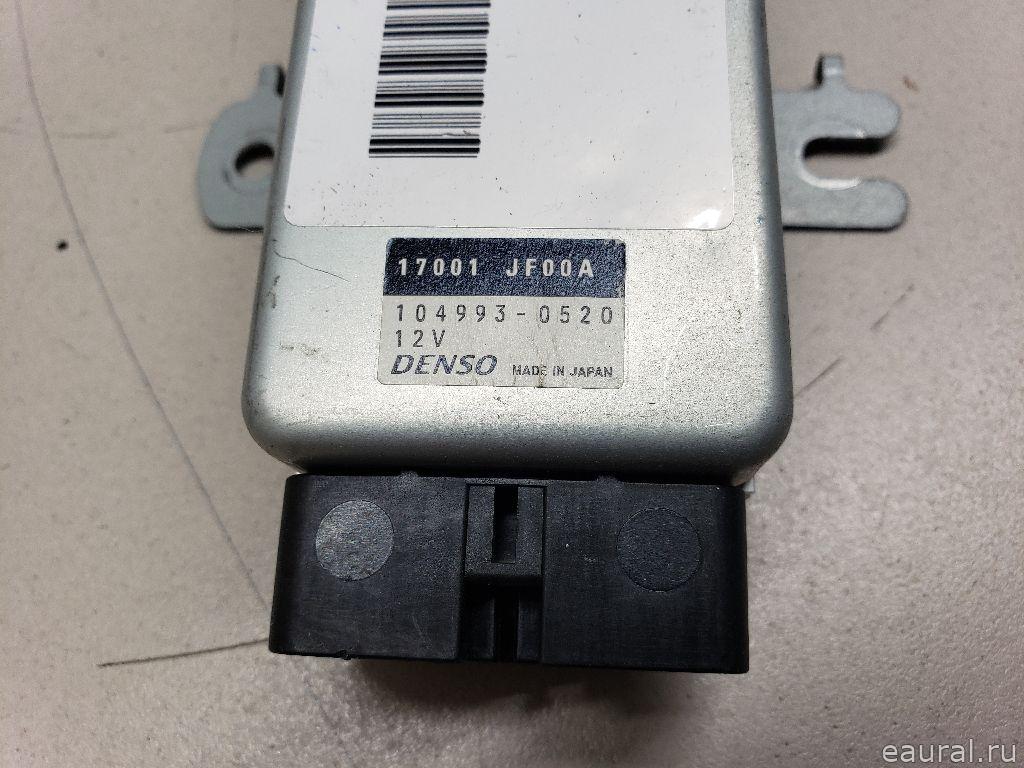 17001 JF00A
104993-0520
12V
DENSO MADE IN JAPAN
eaural.ru